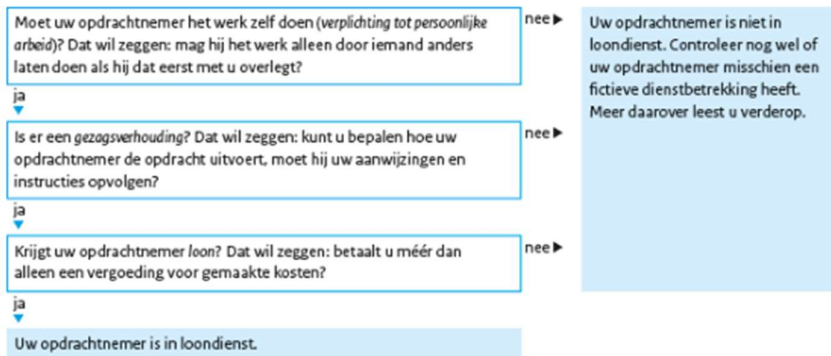 Moet uw opdrachtnemer het werk zelf doen (verplichting tot persoonlijke
arbeid)? Dat wil zeggen: mag hij het werk alleen door iemand anders
laten doen als hij dat eerst met u overlegt?
nee ▶
Uw opdrachtnemer is niet in
loondienst. Controleer nog wel of
uw opdrachtnemer misschien een
fictieve dienstbetrekking heeft.
Meer daarover leest u verderop.
ja
Is er een gezagsverhouding? Dat wil zeggen: kunt u bepalen hoe uw
opdrachtnemer de opdracht uitvoert, moet hij uw aanwijzingen en
instructies opvolgen?
nee ▶
ja
Krijgt uw opdrachtnemer loon? Dat wil zeggen: betaalt u méér dan
alleen een vergoeding voor gemaakte kosten?
nee ▶
ja
Uw opdrachtnemer is in loondienst.